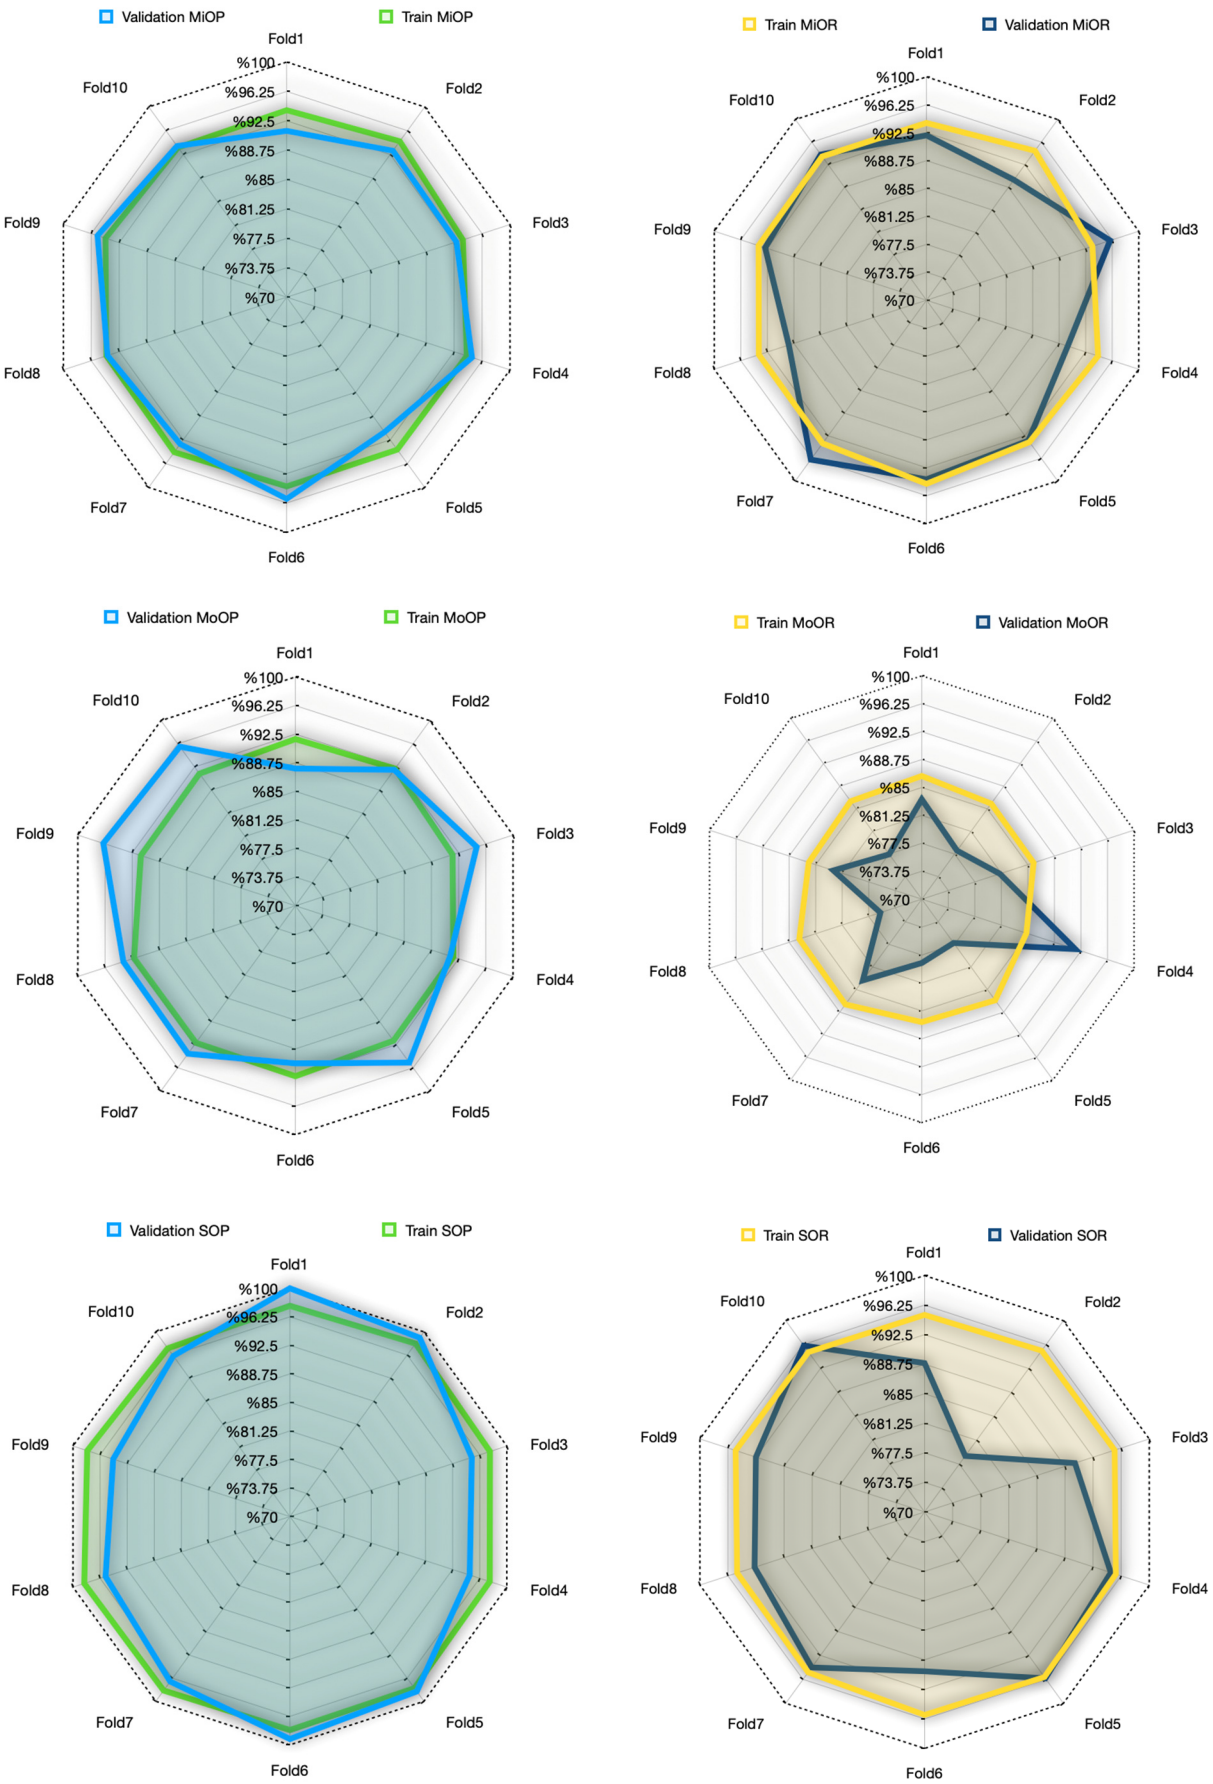 Validation MiOP Train MiOP
Fold1
%100
Fold10 Fold2
%96.25
%92.5
%88.75
%85
%81.25
Fold9 Fold3
%77.5
%73.75
%70
Fold8 Fold4
Fold7 Fold5
Fold6
Train MiOR Validation MiOR
Fold1
%100
Fold10 Fold2
%96.25
%92.5
%88.75
%85
%81.25
Fold9 Fold3
%77.5
%73.75
%70
Fold8 Fold4
Fold7 Fold5
Fold6
Validation MoOP Train MoOP
Fold1
%100
Fold10 Fold2
%96.25
%92.5
%88.75
%85
%81.25
Fold9 Fold3
%77.5
%73.75
%70
Fold8 Fold4
Fold7 Fold5
Fold6
Train MoOR Validation MoOR
Fold1
%100
Fold10 Fold2
%96.25
%92.5
%88.75
%85
%81.25
Fold9 Fold3
%77.5
%73.75
%70
Fold8 Fold4
Fold7 Fold5
Fold6
Validation SOP Train SOP
Fold1
%100
Fold10 Fold2
%96.25
%92.5
%88.75
%85
%81.25
Fold9 Fold3
%77.5
%73.75
%70
Fold8 Fold4
Fold7 Fold5
Fold6
Train SOR Validation SOR
Fold1
%100
Fold10 Fold2
%96.25
%92.5
%88.75
%85
%81.25
Fold9 Fold3
%77.5
%73.75
%70
Fold8 Fold4
Fold7 Fold5
Fold6